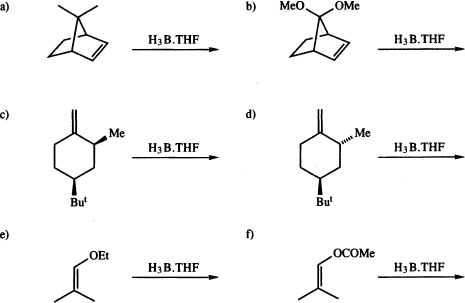 a) H₃B.THF
b) MeO OMe H₃B.THF
c) Me H₃B.THF
Buᵗ
d) Me H₃B.THF
Buᵗ
e) OEt H₃B.THF
f) OCOMe H₃B.THF